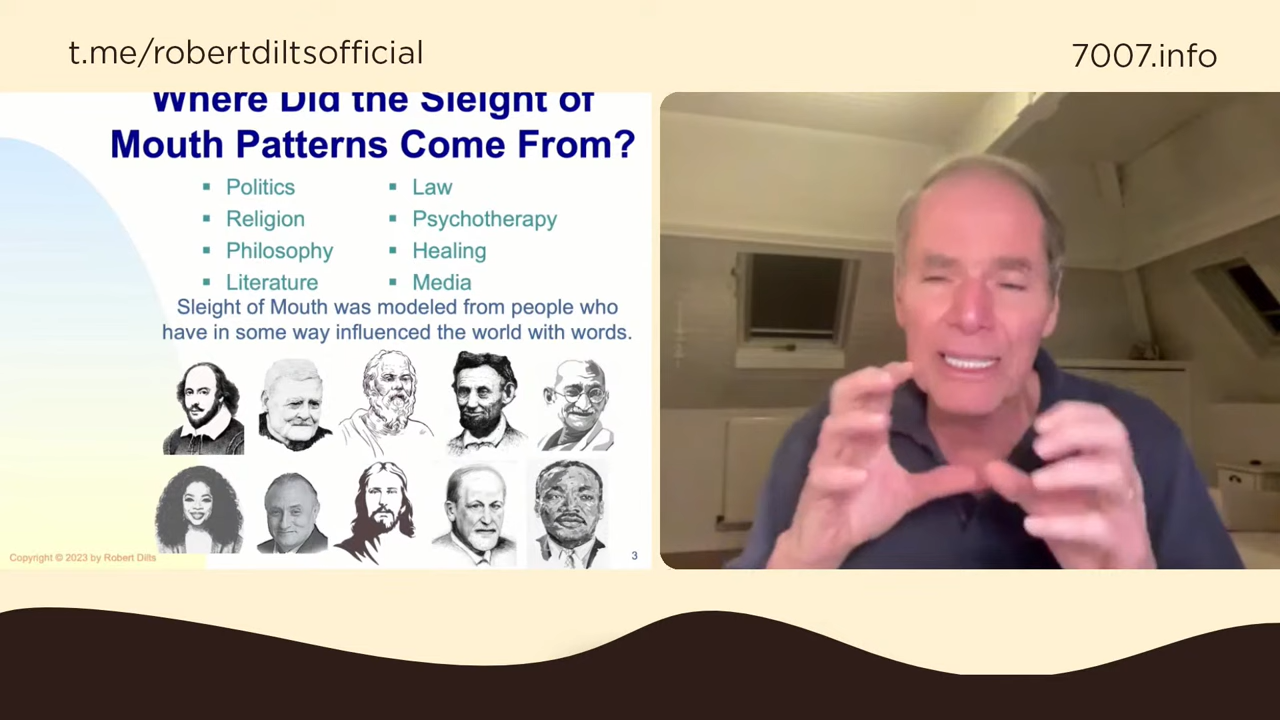 t.me/robertdiltsofficial
7007.info
Where Did the Sleight of
Mouth Patterns Come From?
▪ Politics
▪ Religion
▪ Philosophy
▪ Literature
▪ Law
▪ Psychotherapy
▪ Healing
▪ Media
Sleight of Mouth was modeled from people who
have in some way influenced the world with words.
Copyright © 2023 by Robert Dilts
3